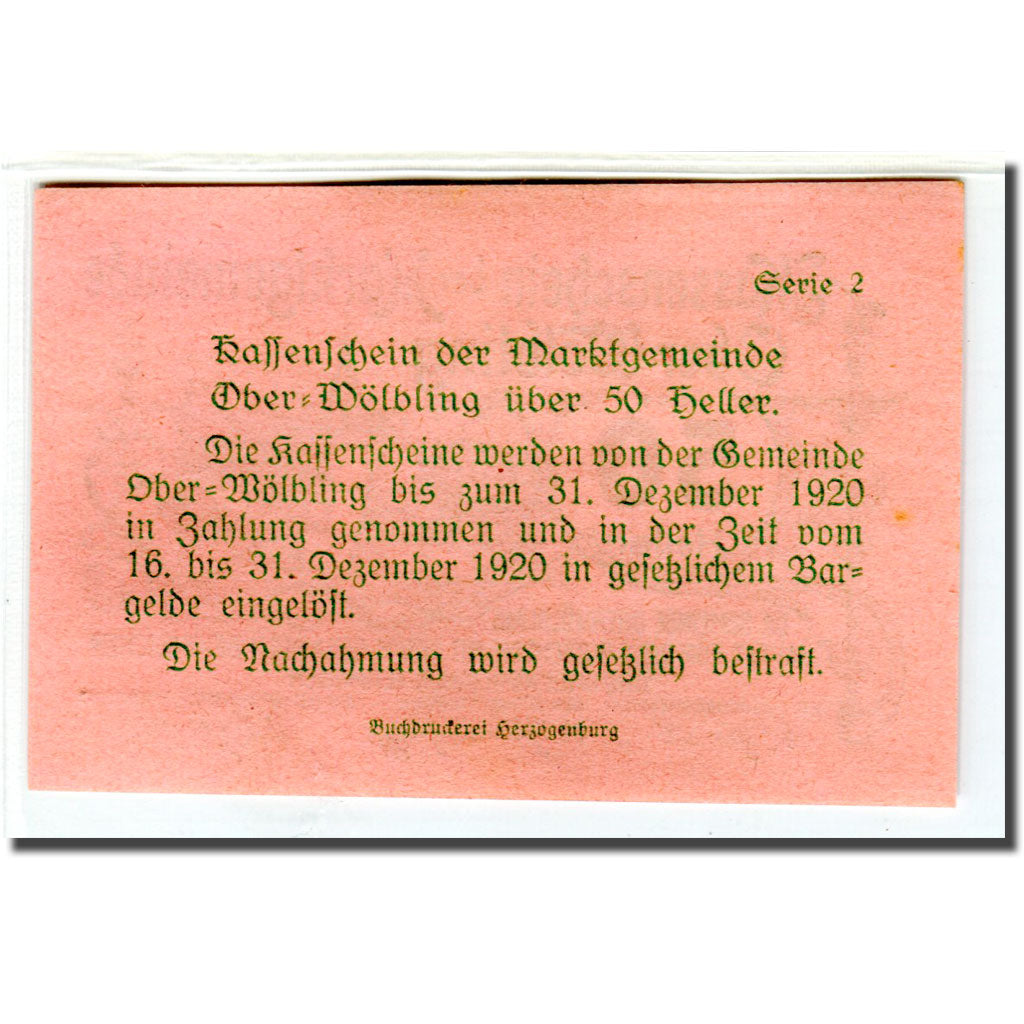 Serie 2
Kassenschein der Marktgemeinde
Ober=Wölbling über 50 Heller.
Die Kassenscheine werden von der Gemeinde
Ober=Wölbling bis zum 31. Dezember 1920
in Zahlung genommen und in der Zeit vom
16. bis 31. Dezember 1920 in gesetzlichem Bar=
gelde eingelöst.
Die Nachahmung wird gesetzlich bestraft.
Buchdruckerei Herzogenburg